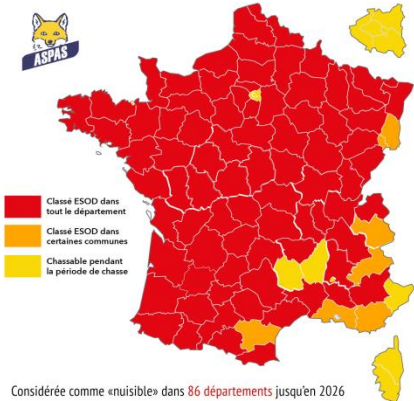 ASPAS
Classé ESOD dans
tout le département
Classé ESOD dans
certaines communes
Chassable pendant
la période de chasse
Considérée comme «nuisible» dans 86 départements jusqu'en 2026